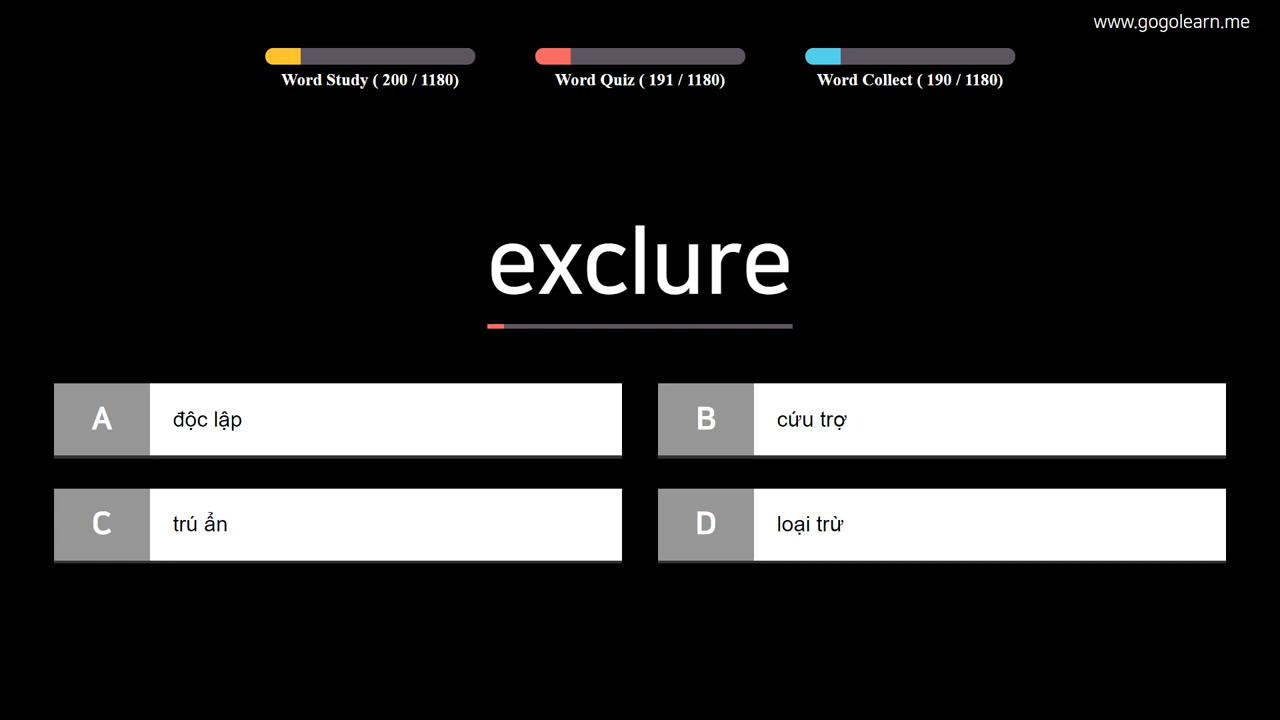 www.gogolearn.me
Word Study ( 200 / 1180)
Word Quiz ( 191 / 1180)
Word Collect ( 190 / 1180)
exclure
A
độc lập
B
cứu trợ
C
trú ẩn
D
loại trừ